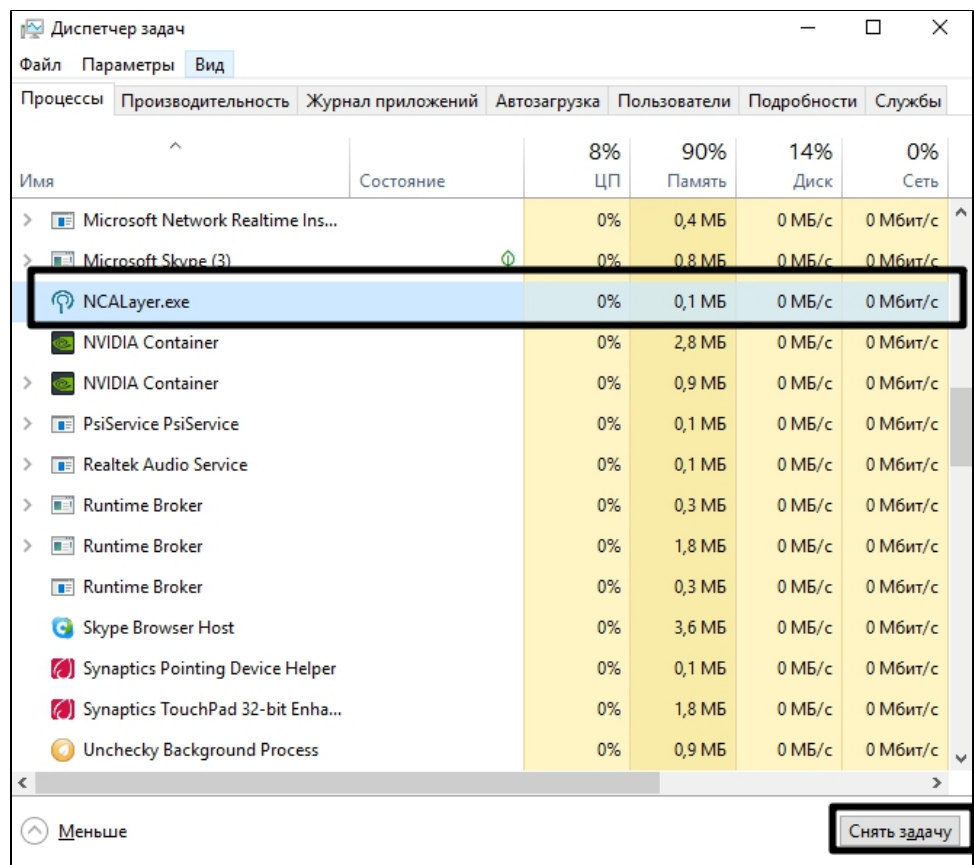 Диспетчер задач
Файл Параметры Вид
Процессы Производительность Журнал приложений Автозагрузка Пользователи Подробности Службы
8% 90% 14% 0%
Имя Состояние ЦП Память Диск Сеть
Microsoft Network Realtime Ins... 0% 0,4 МБ 0 МБ/с 0 Мбит/с
Microsoft Skype (3) 0% 0,8 МБ 0 МБ/с 0 Мбит/с
NCALayer.exe 0% 0,1 МБ 0 МБ/с 0 Мбит/с
NVIDIA Container 0% 2,8 МБ 0 МБ/с 0 Мбит/с
NVIDIA Container 0% 0,9 МБ 0 МБ/с 0 Мбит/с
PsiService PsiService 0% 0,1 МБ 0 МБ/с 0 Мбит/с
Realtek Audio Service 0% 0,1 МБ 0 МБ/с 0 Мбит/с
Runtime Broker 0% 0,3 МБ 0 МБ/с 0 Мбит/с
Runtime Broker 0% 1,8 МБ 0 МБ/с 0 Мбит/с
Runtime Broker 0% 0,3 МБ 0 МБ/с 0 Мбит/с
Skype Browser Host 0% 3,6 МБ 0 МБ/с 0 Мбит/с
Synaptics Pointing Device Helper 0% 0,1 МБ 0 МБ/с 0 Мбит/с
Synaptics TouchPad 32-bit Enha... 0% 1,8 МБ 0 МБ/с 0 Мбит/с
Unchecky Background Process 0% 0,9 МБ 0 МБ/с 0 Мбит/с
Меньше Снять задачу